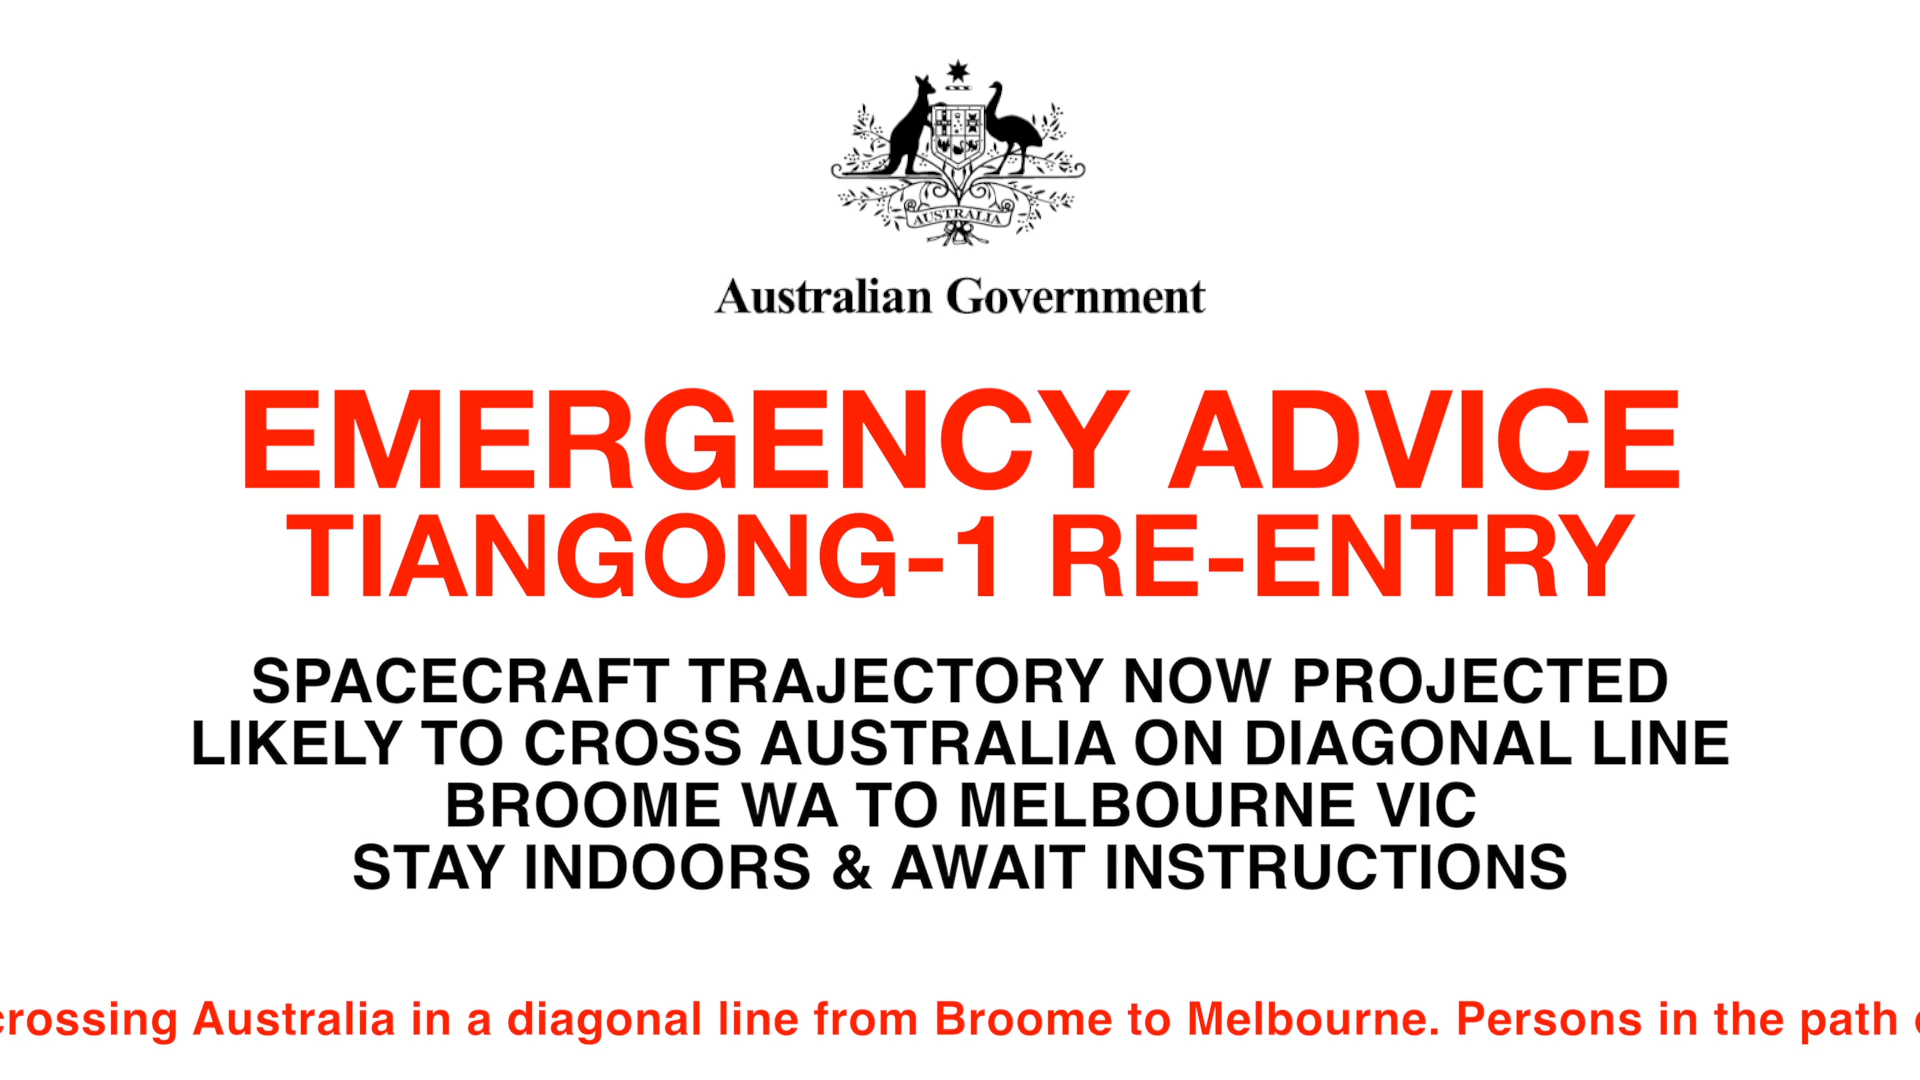 AUSTRALIA
Australian Government
EMERGENCY ADVICE
TIANGONG-1 RE-ENTRY
SPACECRAFT TRAJECTORY NOW PROJECTED
LIKELY TO CROSS AUSTRALIA ON DIAGONAL LINE
BROOME WA TO MELBOURNE VIC
STAY INDOORS & AWAIT INSTRUCTIONS
crossing Australia in a diagonal line from Broome to Melbourne. Persons in the path